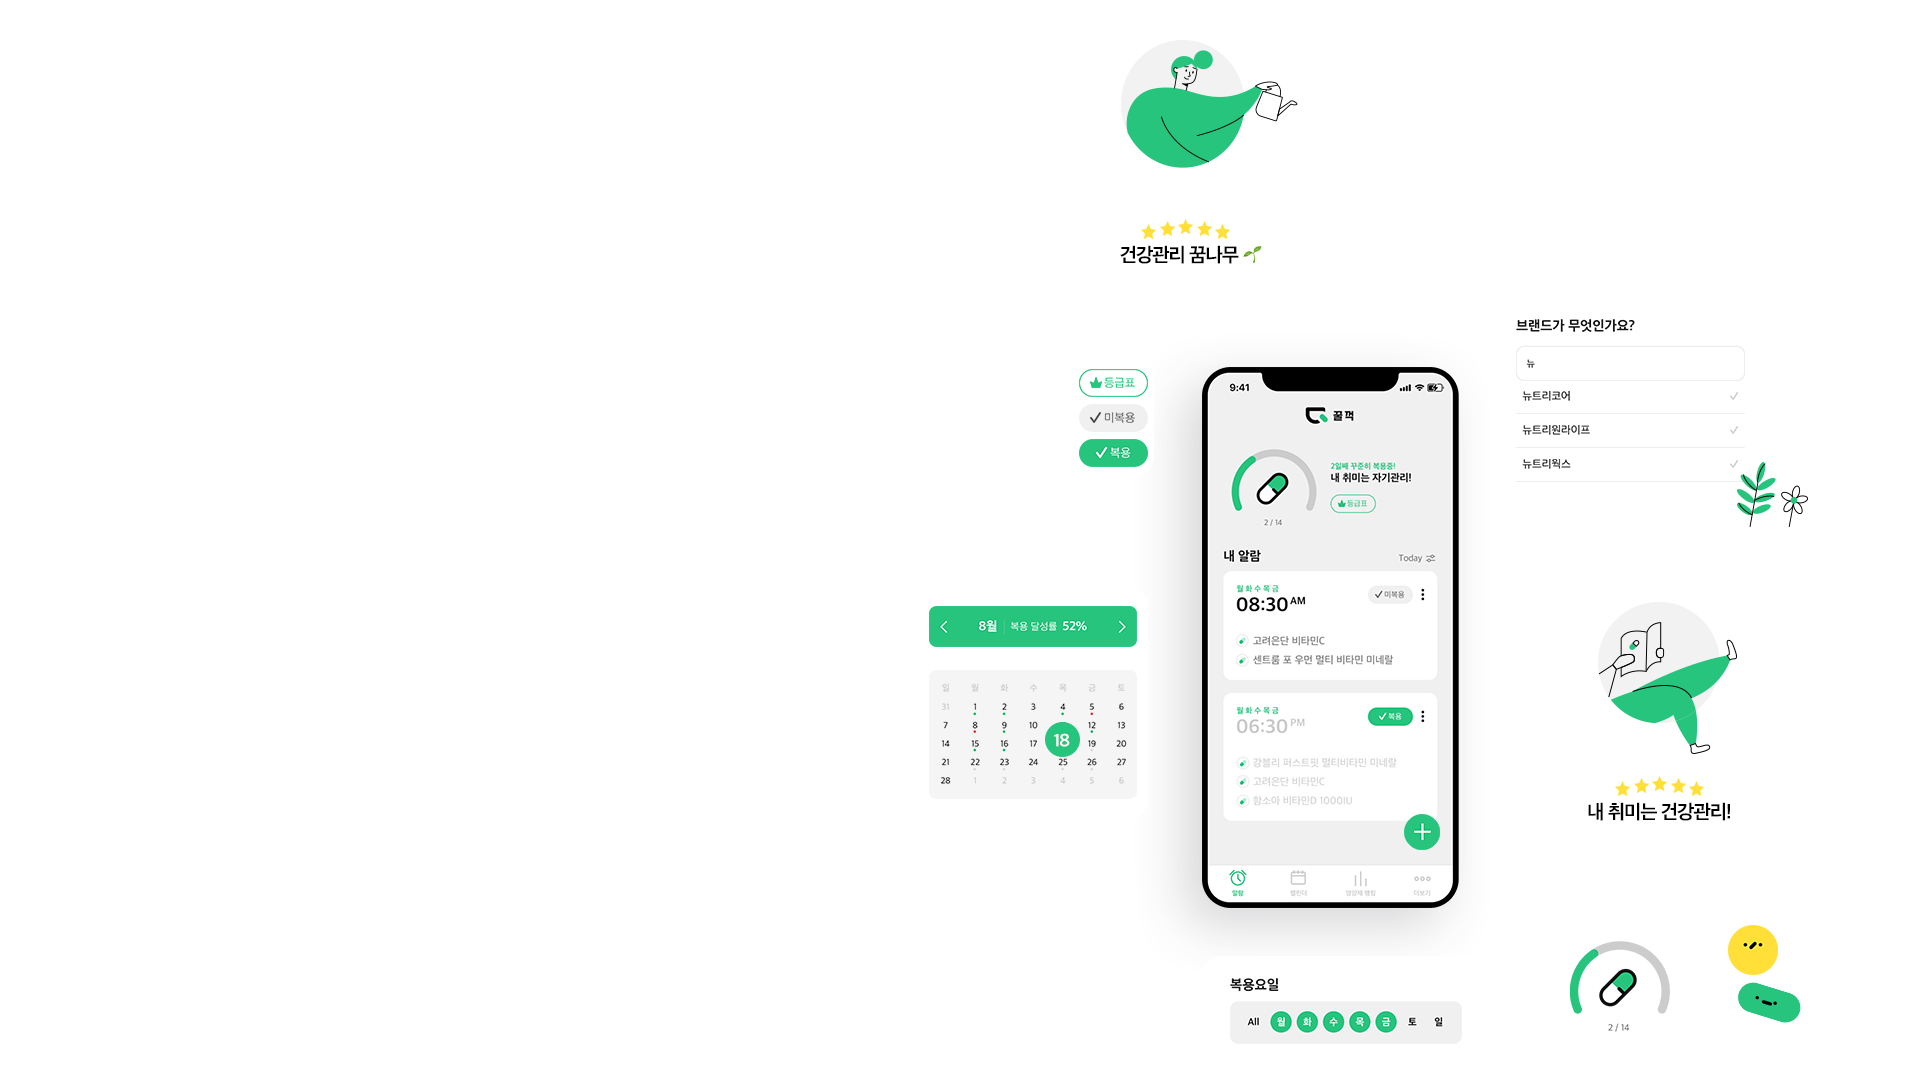 건강관리 꿈나무
브랜드가 무엇인가요?
뉴
뉴트리코어
뉴트리원라이프
뉴트리웍스
등급표
미복용
복용
9:41
꿀꺽
2일째 꾸준히 복용중!
내 취미는 자기관리!
등급표
2 / 14
내 알람
Today
월 화 수 목 금
08:30 AM
미복용
고려은단 비타민C
센트룸 포 우먼 멀티 비타민 미네랄
월 화 수 목 금
06:30 PM
복용
강블리 퍼스트핏 멀티비타민 미네랄
고려은단 비타민C
함소아 비타민D 1000IU
알람
캘린더
영양제 랭킹
더보기
8월 복용 달성률 52%
일 월 화 수 목 금 토
31 1 2 3 4 5 6
7 8 9 10 12 13
18
14 15 16 17 19 20
21 22 23 24 25 26 27
28 1 2 3 4 5 6
내 취미는 건강관리!
복용요일
All 월 화 수 목 금 토 일
2 / 14